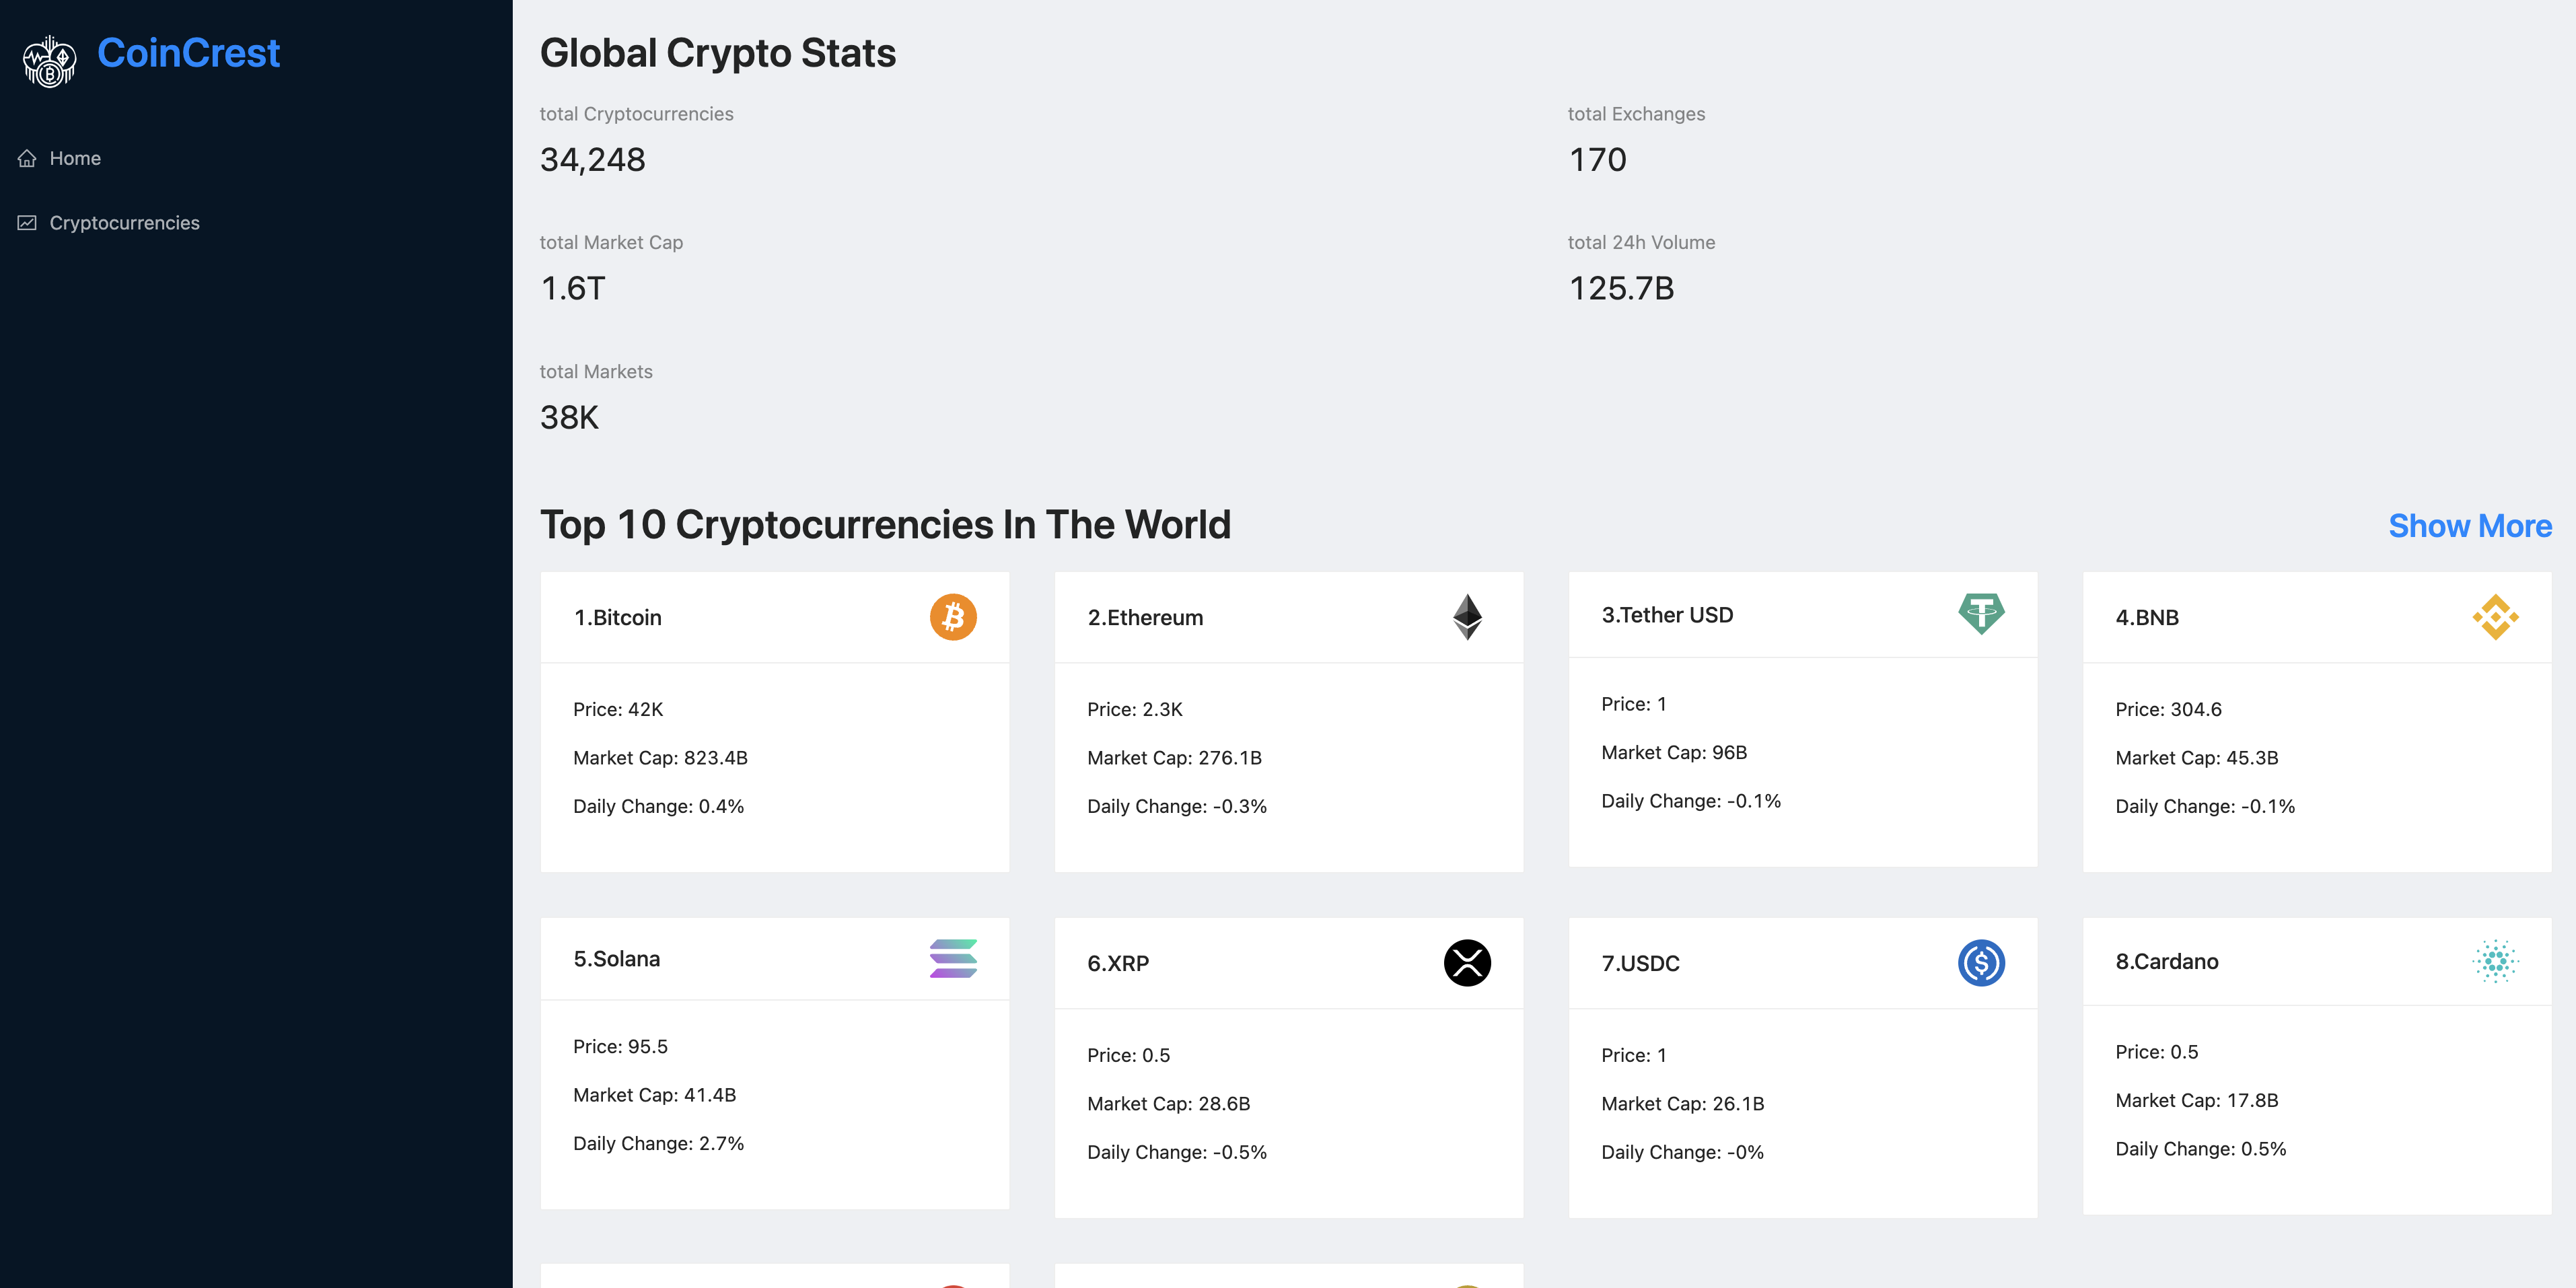 CoinCrest
Home
Cryptocurrencies
Global Crypto Stats
total Cryptocurrencies
34,248
total Exchanges
170
total Market Cap
1.6T
total 24h Volume
125.7B
total Markets
38K
Top 10 Cryptocurrencies In The World
Show More
1.Bitcoin
Price: 42K
Market Cap: 823.4B
Daily Change: 0.4%
2.Ethereum
Price: 2.3K
Market Cap: 276.1B
Daily Change: -0.3%
3.Tether USD
Price: 1
Market Cap: 96B
Daily Change: -0.1%
4.BNB
Price: 304.6
Market Cap: 45.3B
Daily Change: -0.1%
5.Solana
Price: 95.5
Market Cap: 41.4B
Daily Change: 2.7%
6.XRP
Price: 0.5
Market Cap: 28.6B
Daily Change: -0.5%
7.USDC
Price: 1
Market Cap: 26.1B
Daily Change: -0%
8.Cardano
Price: 0.5
Market Cap: 17.8B
Daily Change: 0.5%